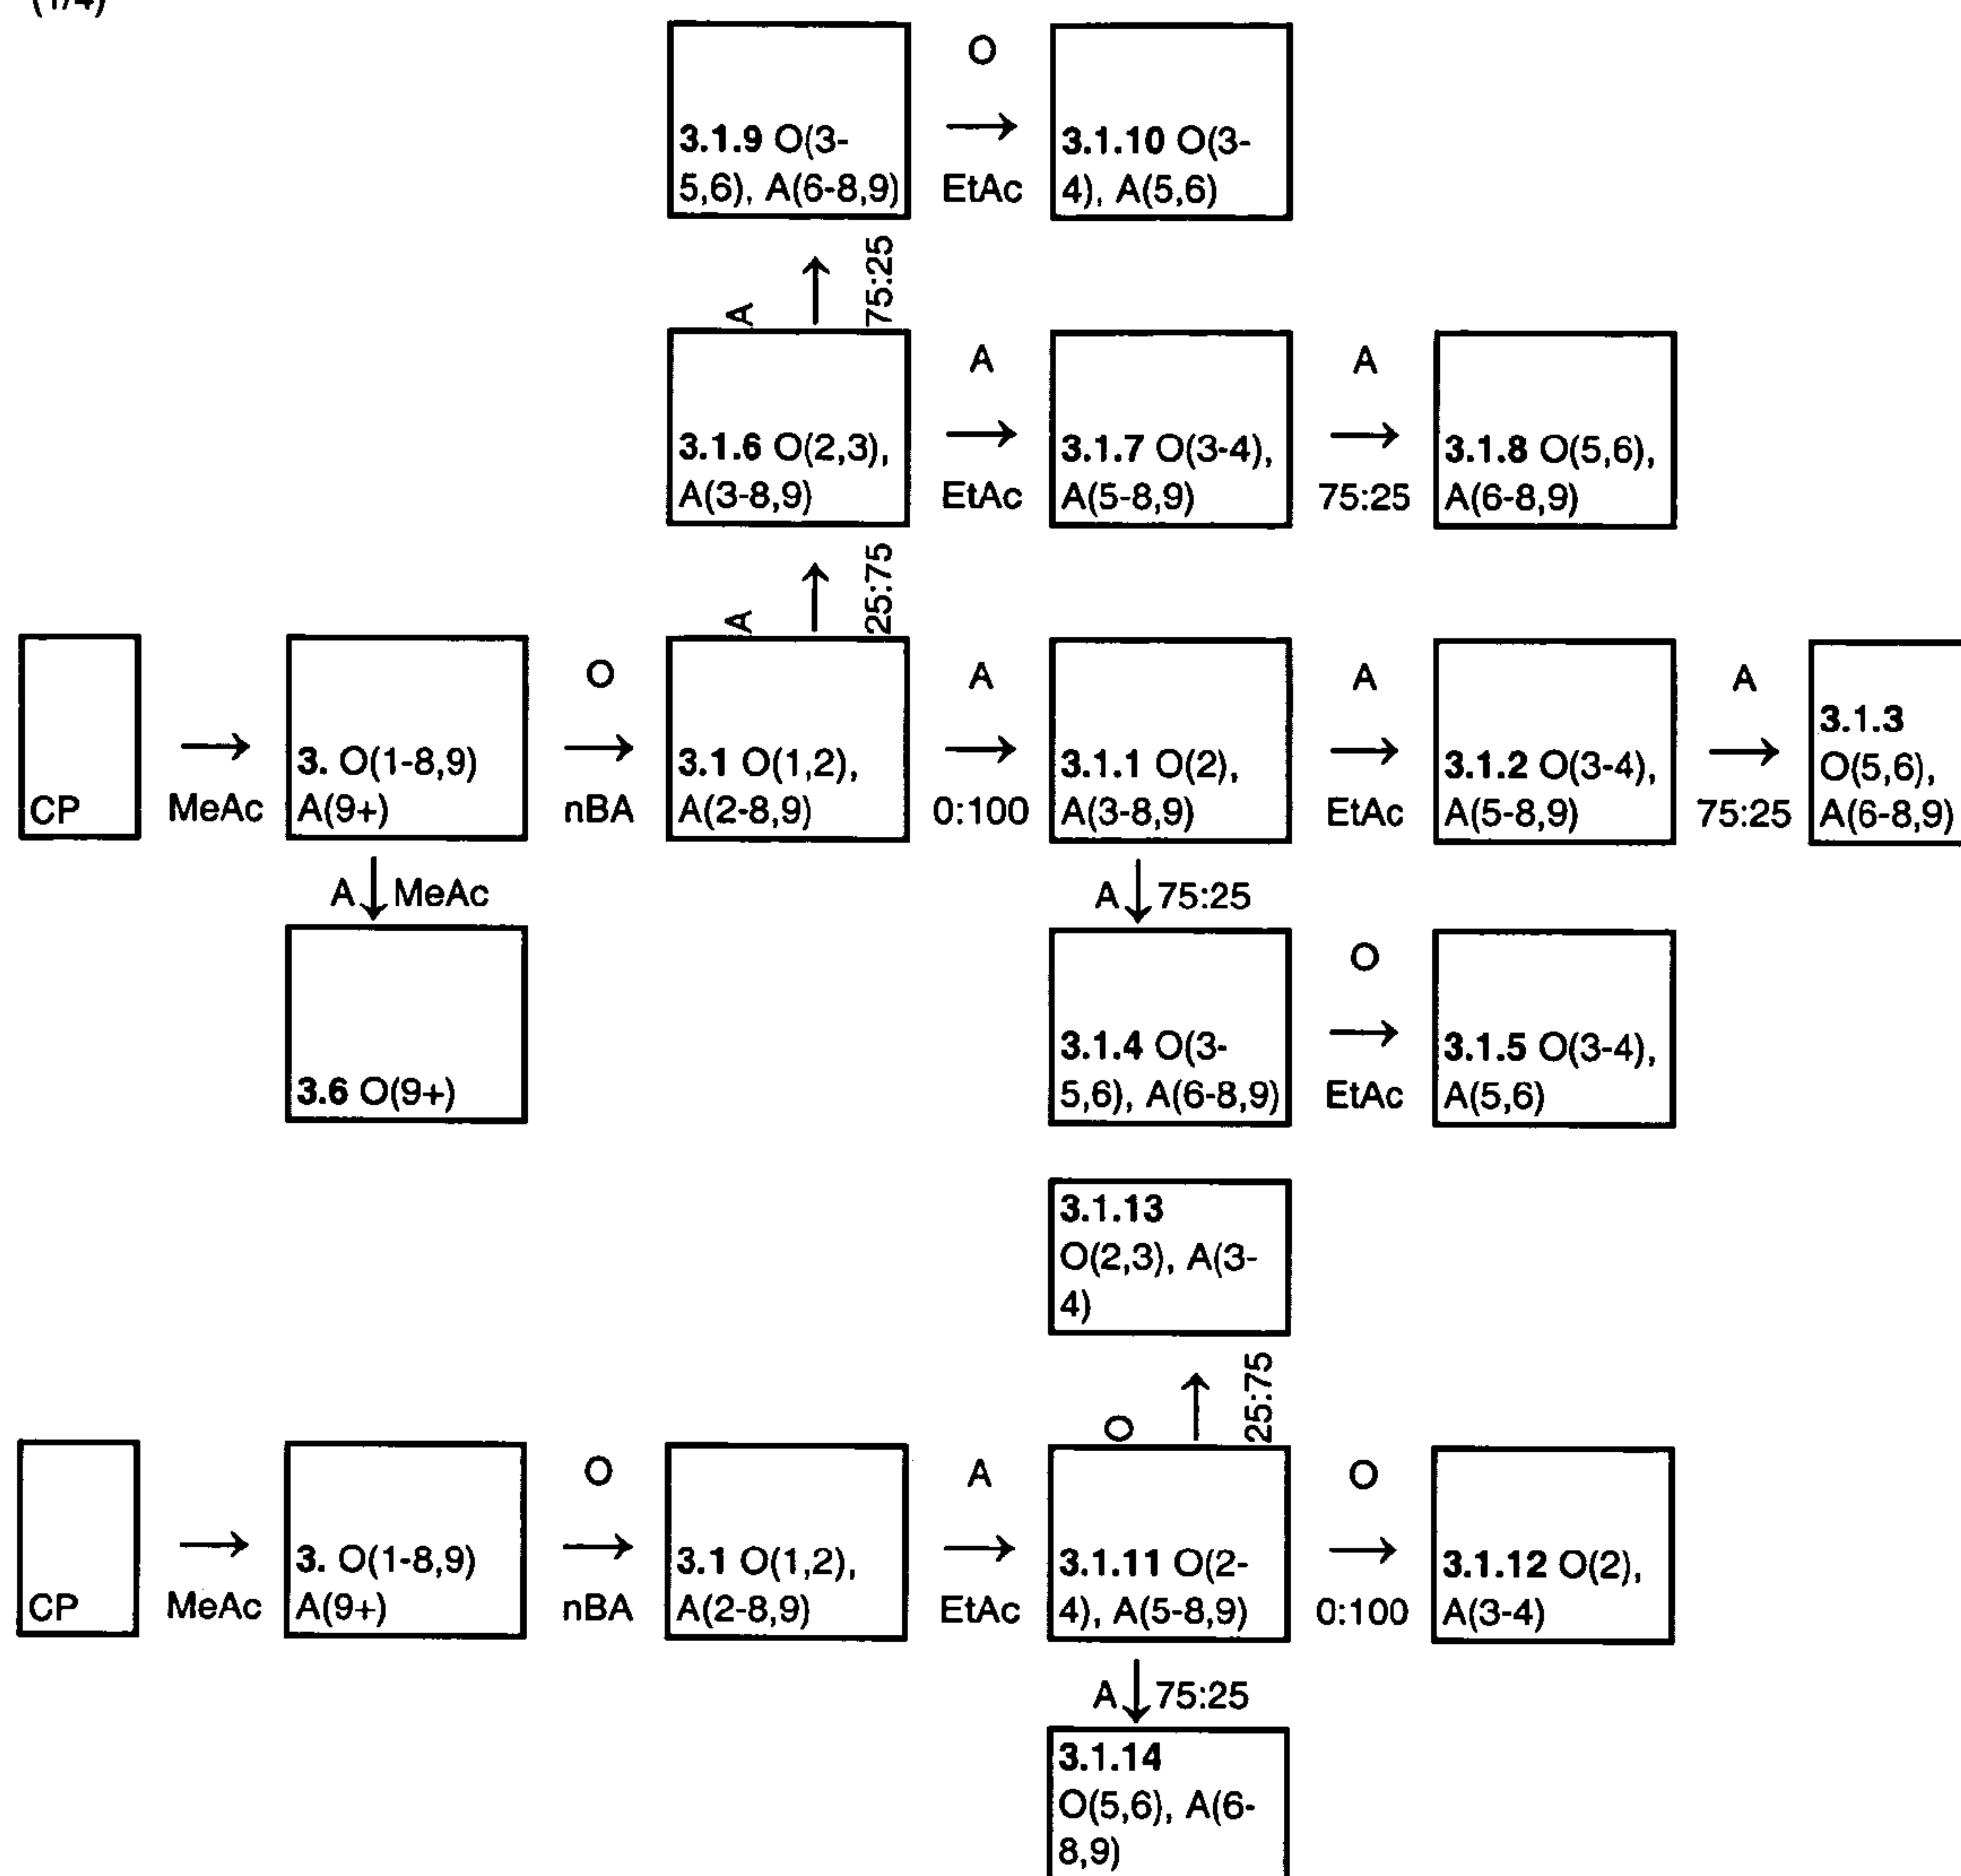 (1/4)
O
3.1.9 O(3-
5,6), A(6-8,9)
EtAc
3.1.10 O(3-
4), A(5,6)
A
75:25
3.1.6 O(2,3),
A(3-8,9)
A
EtAc
3.1.7 O(3-4),
A(5-8,9)
A
75:25
3.1.8 O(5,6),
A(6-8,9)
A
25:75
CP
MeAc
3. O(1-8,9)
A(9+)
O
nBA
3.1 O(1,2),
A(2-8,9)
A
0:100
3.1.1 O(2),
A(3-8,9)
A
EtAc
3.1.2 O(3-4),
A(5-8,9)
A
75:25
3.1.3
O(5,6),
A(6-8,9)
A MeAc
A 75:25
3.6 O(9+)
3.1.4 O(3-
5,6), A(6-8,9)
O
EtAc
3.1.5 O(3-4),
A(5,6)
3.1.13
O(2,3), A(3-
4)
O
25:75
CP
MeAc
3. O(1-8,9)
A(9+)
O
nBA
3.1 O(1,2),
A(2-8,9)
A
EtAc
3.1.11 O(2-
4), A(5-8,9)
O
0:100
3.1.12 O(2),
A(3-4)
A 75:25
3.1.14
O(5,6), A(6-
8,9)